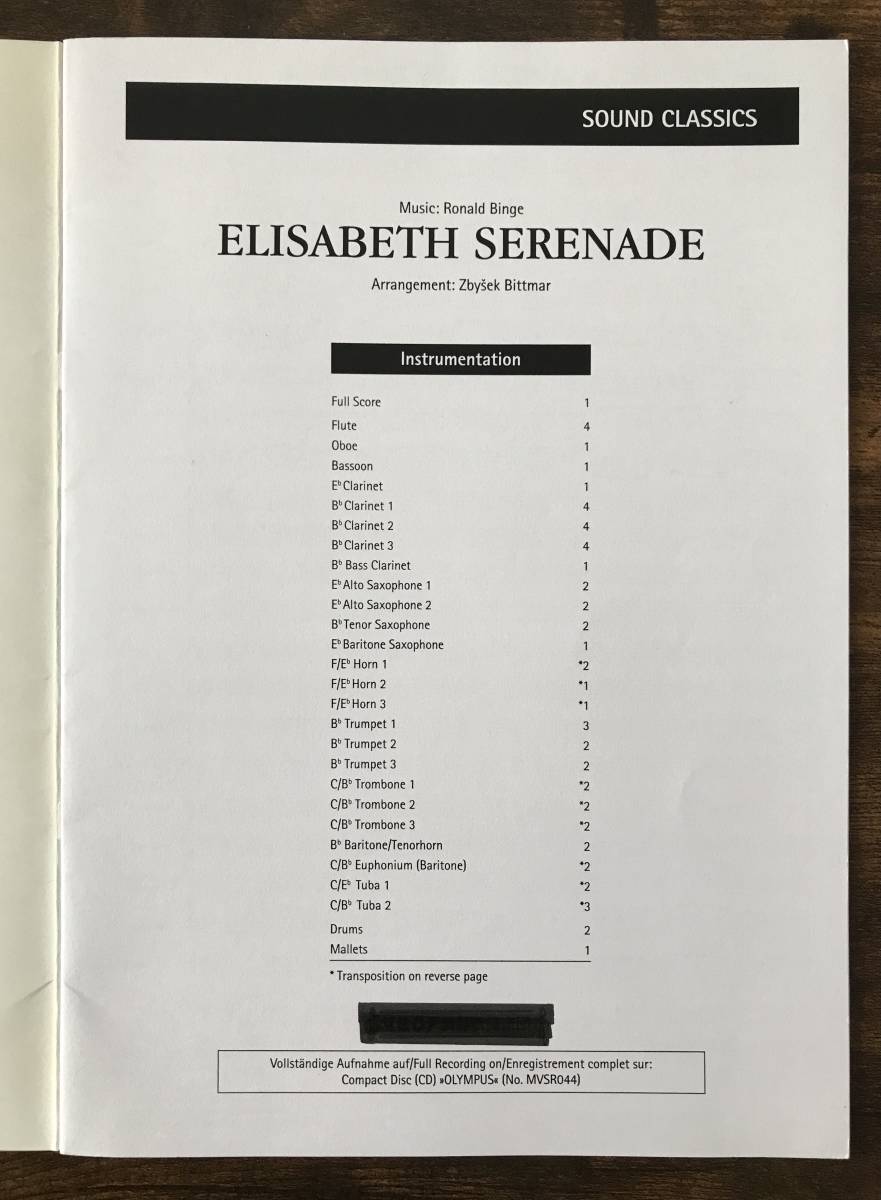 SOUND CLASSICS
Music: Ronald Binge
ELISABETH SERENADE
Arrangement: Zbyšek Bittmar
Instrumentation
Full Score 1
Flute 4
Oboe 1
Bassoon 1
E♭ Clarinet 1
B♭ Clarinet 1 4
B♭ Clarinet 2 4
B♭ Clarinet 3 4
B♭ Bass Clarinet 1
E♭ Alto Saxophone 1 2
E♭ Alto Saxophone 2 2
B♭ Tenor Saxophone 2
E♭ Baritone Saxophone 1
F/E♭ Horn 1 *2
F/E♭ Horn 2 *1
F/E♭ Horn 3 *1
B♭ Trumpet 1 3
B♭ Trumpet 2 2
B♭ Trumpet 3 2
C/B♭ Trombone 1 *2
C/B♭ Trombone 2 *2
C/B♭ Trombone 3 *2
B♭ Baritone/Tenorhorn 2
C/B♭ Euphonium (Baritone) *2
C/E♭ Tuba 1 *2
C/B♭ Tuba 2 *3
Drums 2
Mallets 1
* Transposition on reverse page
Vollständige Aufnahme auf/Full Recording on/Enregistrement complet sur:
Compact Disc (CD) »OLYMPUS« (No. MVSR044)